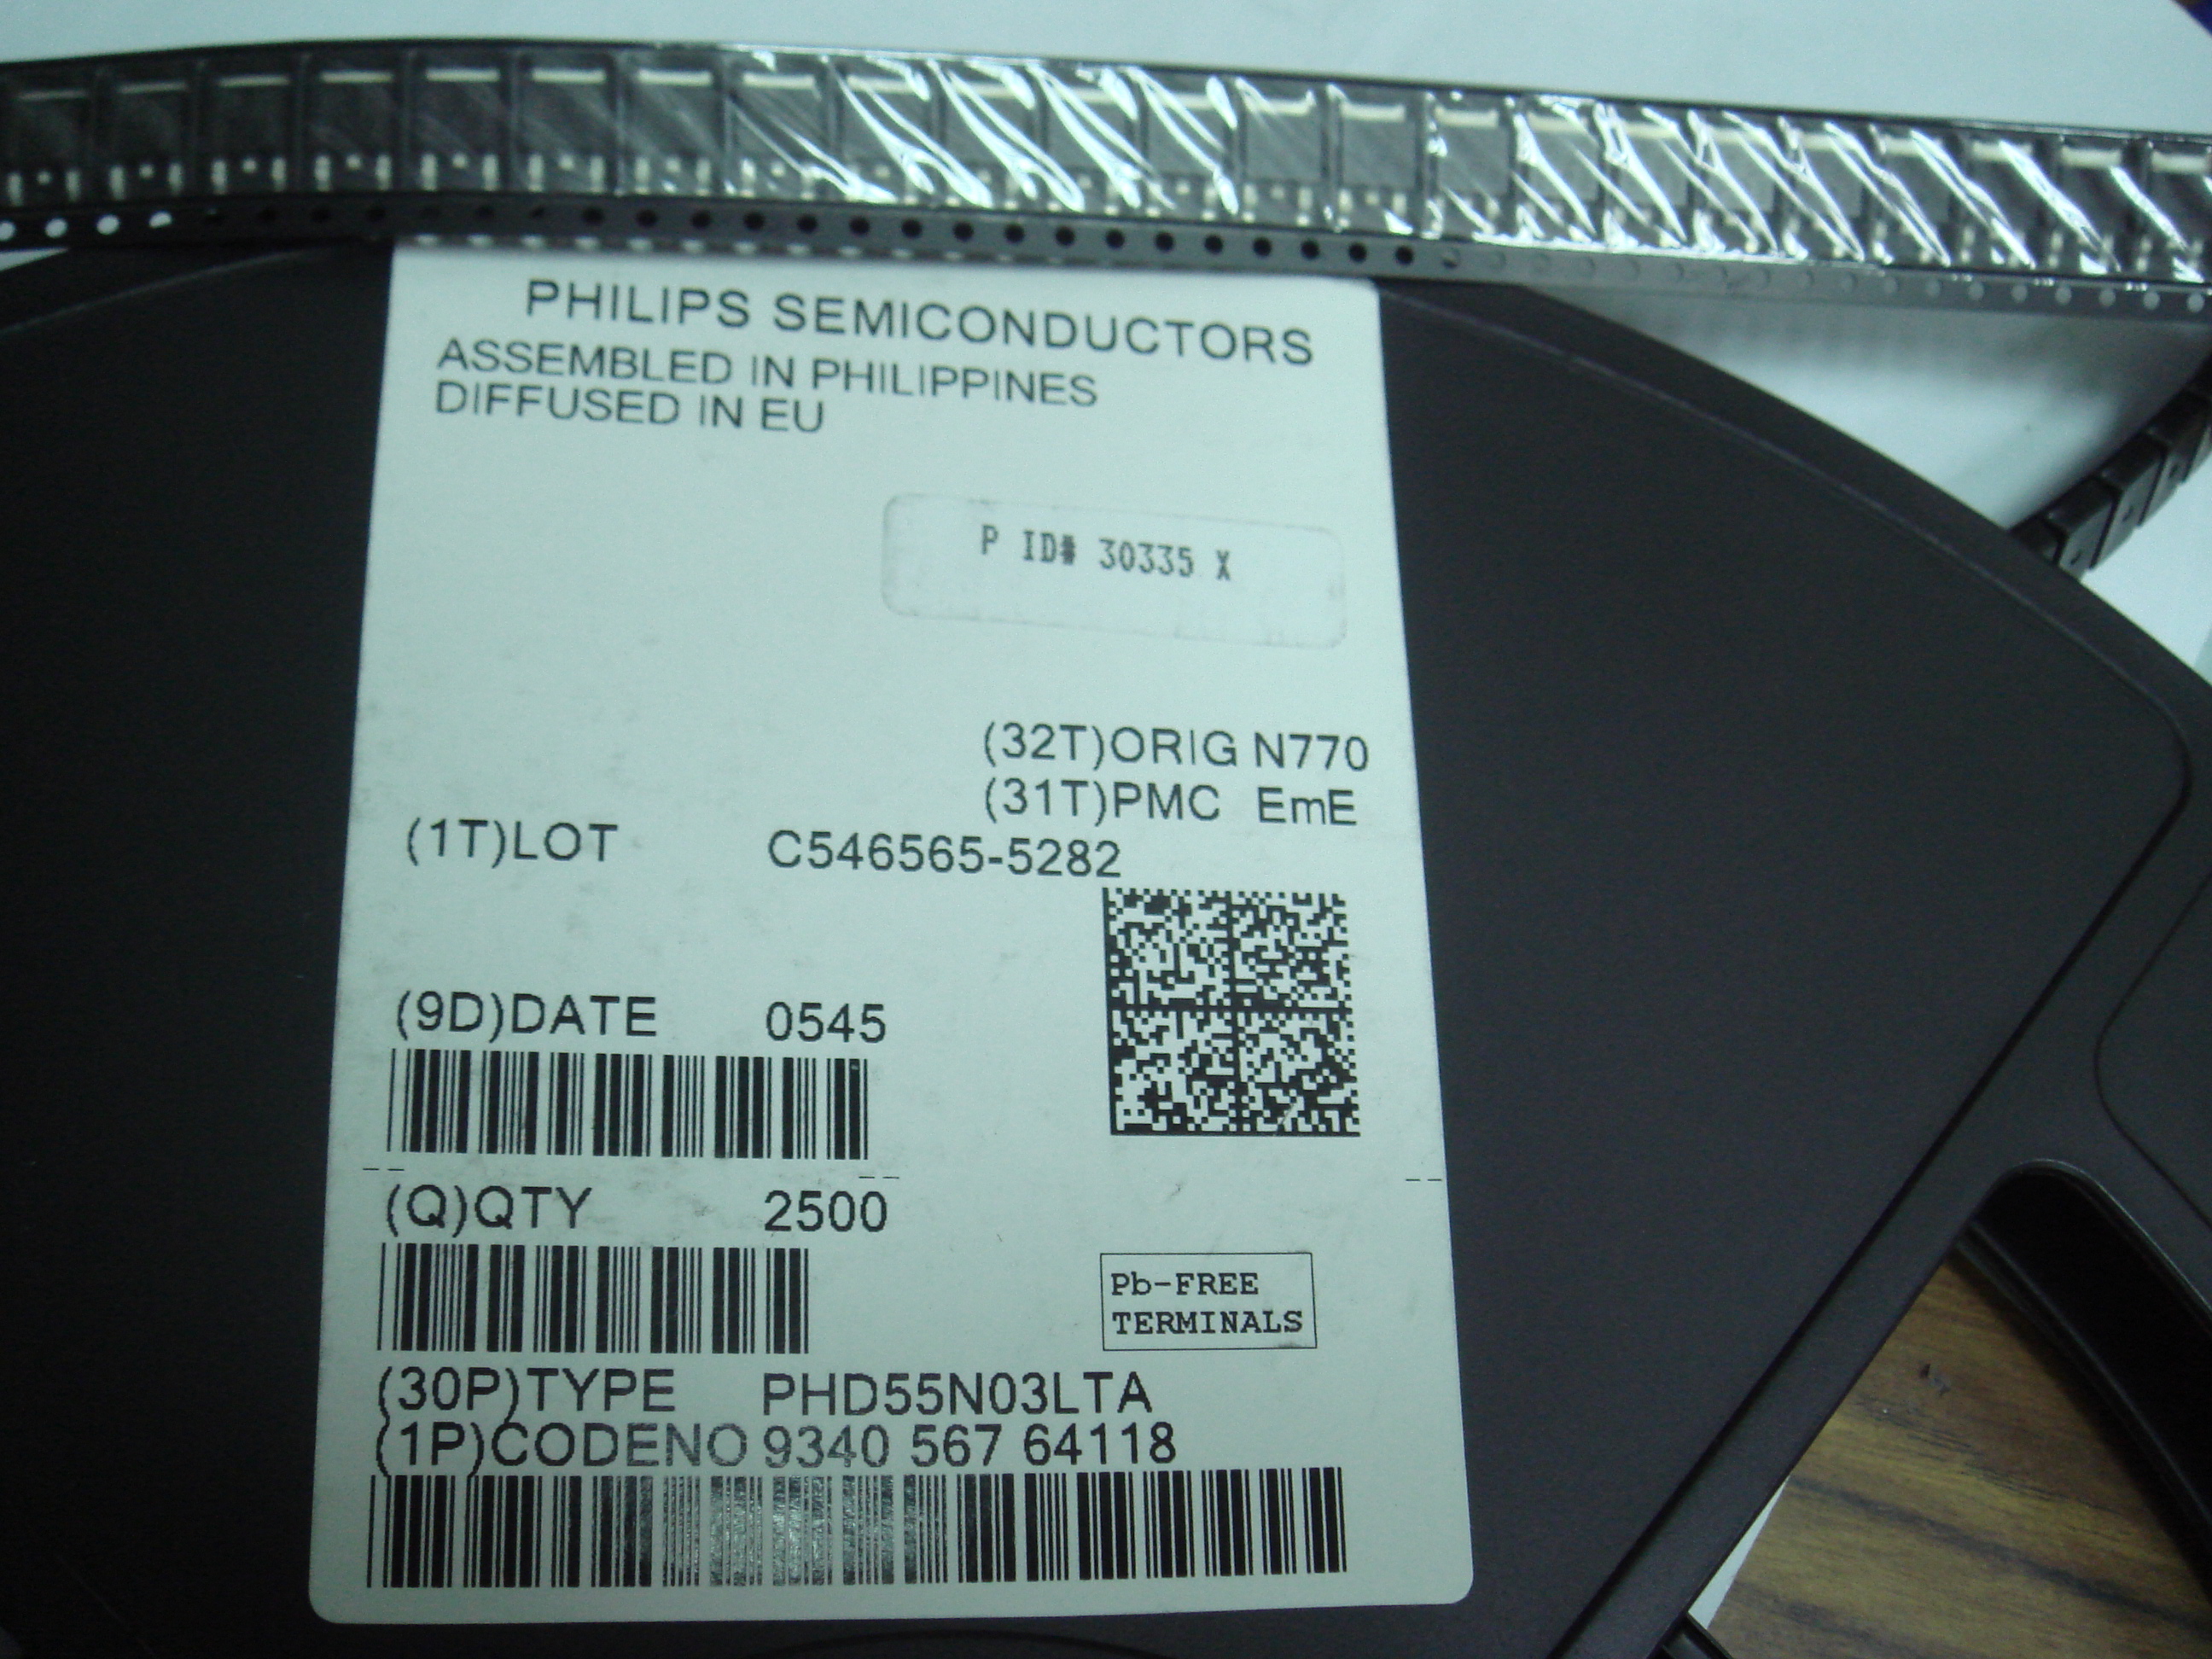 PHILIPS SEMICONDUCTORS
ASSEMBLED IN PHILIPPINES
DIFFUSED IN EU
P ID# 30335 X
(32T)ORIG N770
(31T)PMC EmE
(1T)LOT C546565-5282
(9D)DATE 0545
(Q)QTY 2500
Pb-FREE
TERMINALS
(30P)TYPE PHD55N03LTA
(1P)CODENO 9340 567 64118